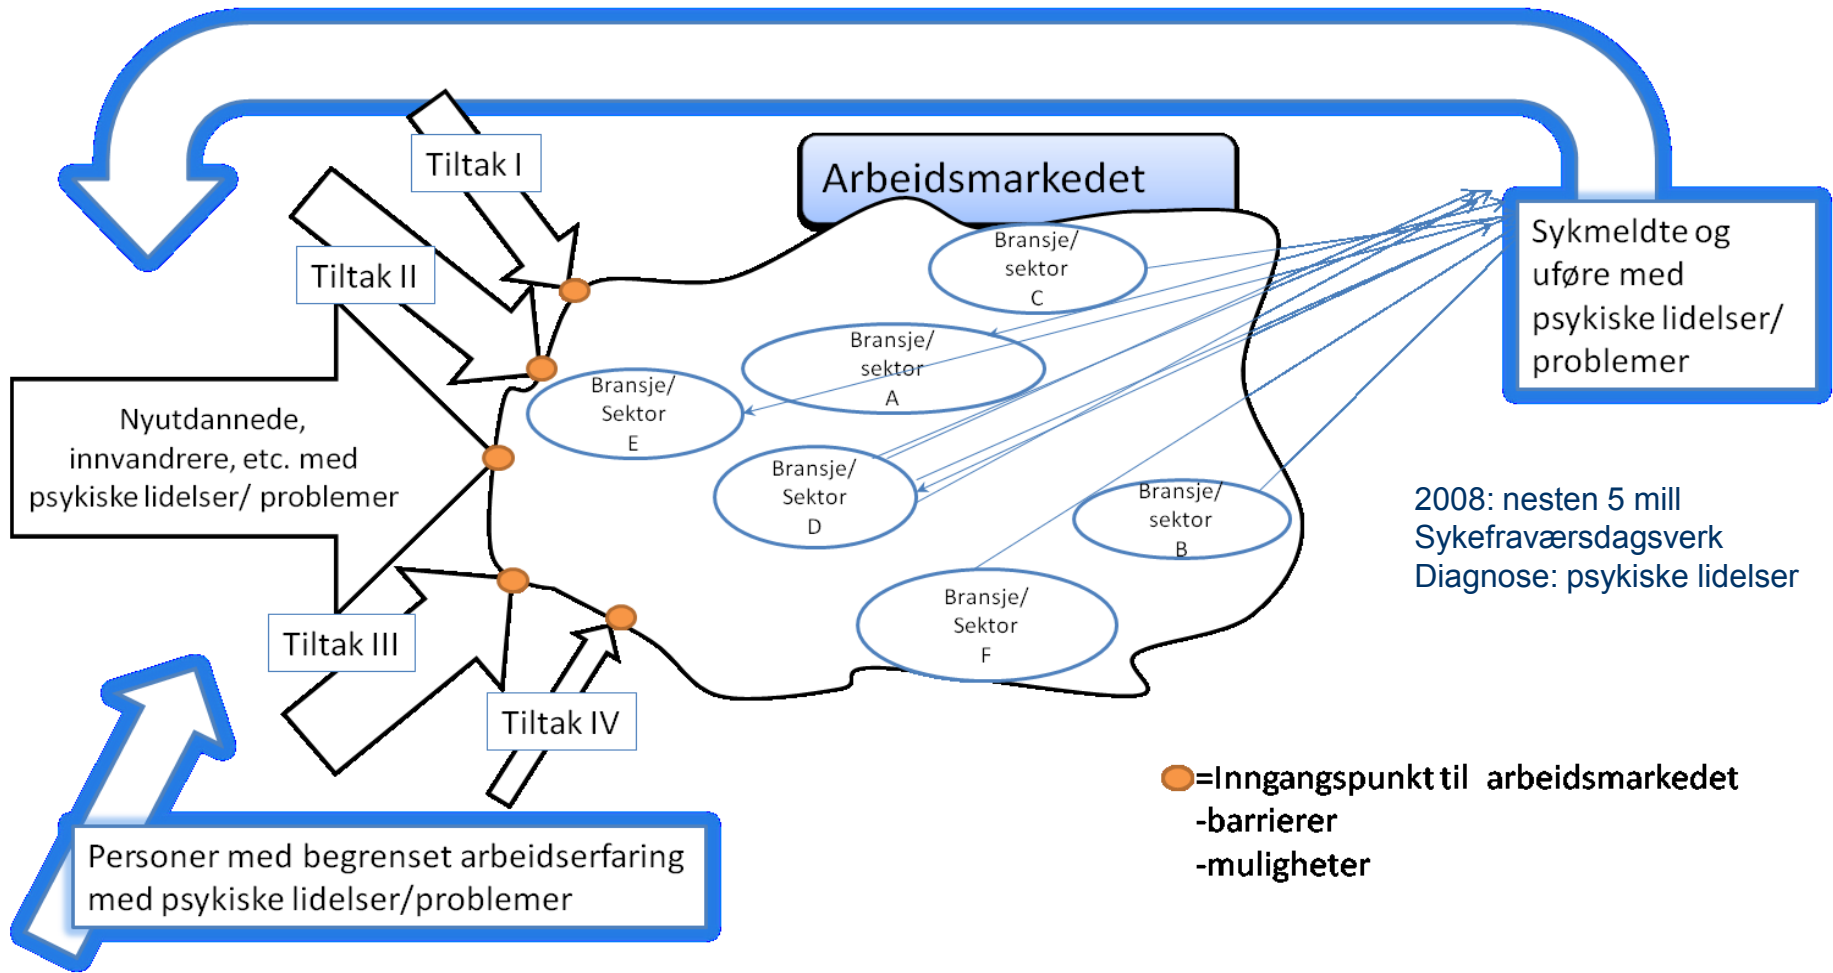 Tiltak I
Arbeidsmarkedet
Tiltak II
Bransje/
sektor
C
Sykmeldte og
uføre med
psykiske lidelser/
problemer
Bransje/
sektor
A
Bransje/
Sektor
E
Nyutdannede,
innvandrere, etc. med
psykiske lidelser/ problemer
Bransje/
Sektor
D
Bransje/
sektor
B
2008: nesten 5 mill
Sykefraværsdagsverk
Diagnose: psykiske lidelser
Bransje/
Sektor
F
Tiltak III
Tiltak IV
=Inngangspunkt til arbeidsmarkedet
-barrierer
-muligheter
Personer med begrenset arbeidserfaring
med psykiske lidelser/problemer